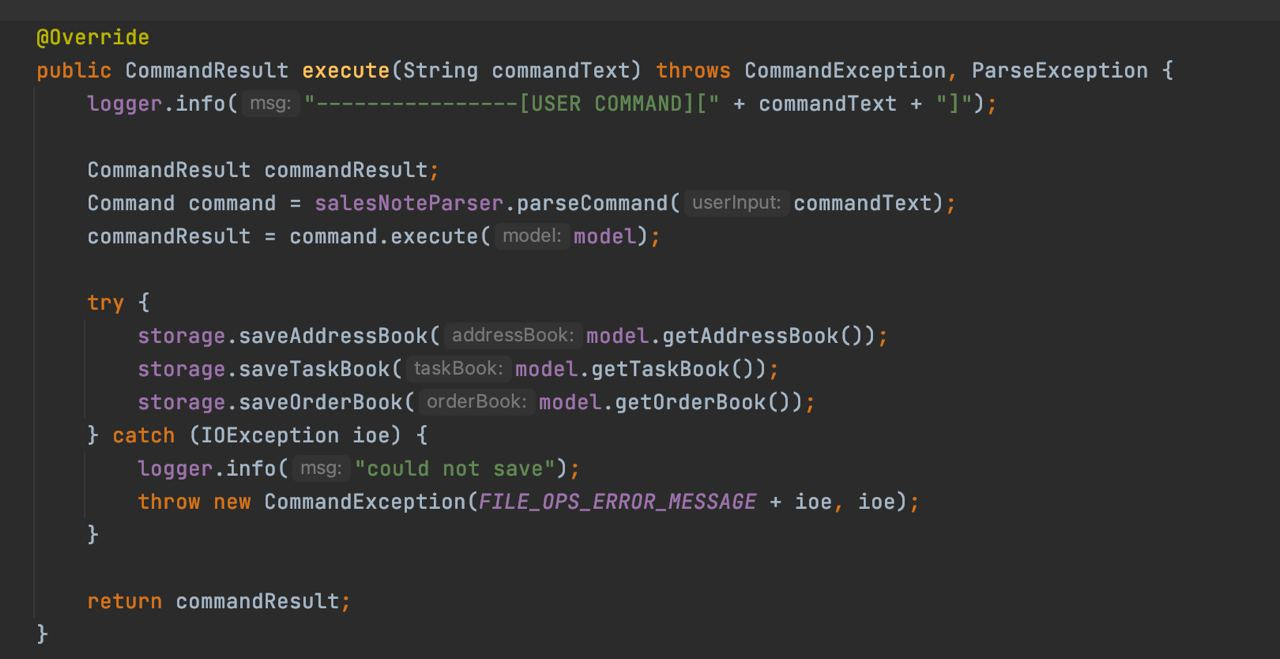 @Override
public CommandResult execute(String commandText) throws CommandException, ParseException {
logger.info( msg: "----------------[USER COMMAND][" + commandText + "]");
CommandResult commandResult;
Command command = salesNoteParser.parseCommand( userInput: commandText);
commandResult = command.execute( model: model);
try {
storage.saveAddressBook( addressBook: model.getAddressBook());
storage.saveTaskBook( taskBook: model.getTaskBook());
storage.saveOrderBook( orderBook: model.getOrderBook());
} catch (IOException ioe) {
logger.info( msg: "could not save");
throw new CommandException(FILE_OPS_ERROR_MESSAGE + ioe, ioe);
}
return commandResult;
}